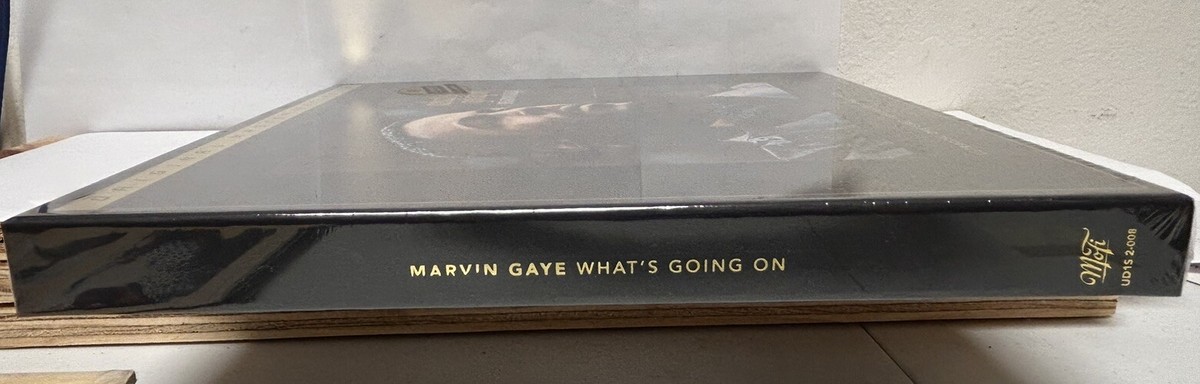 MARVIN GAYE WHAT'S GOING ON
MoFi
UD1S 2-008